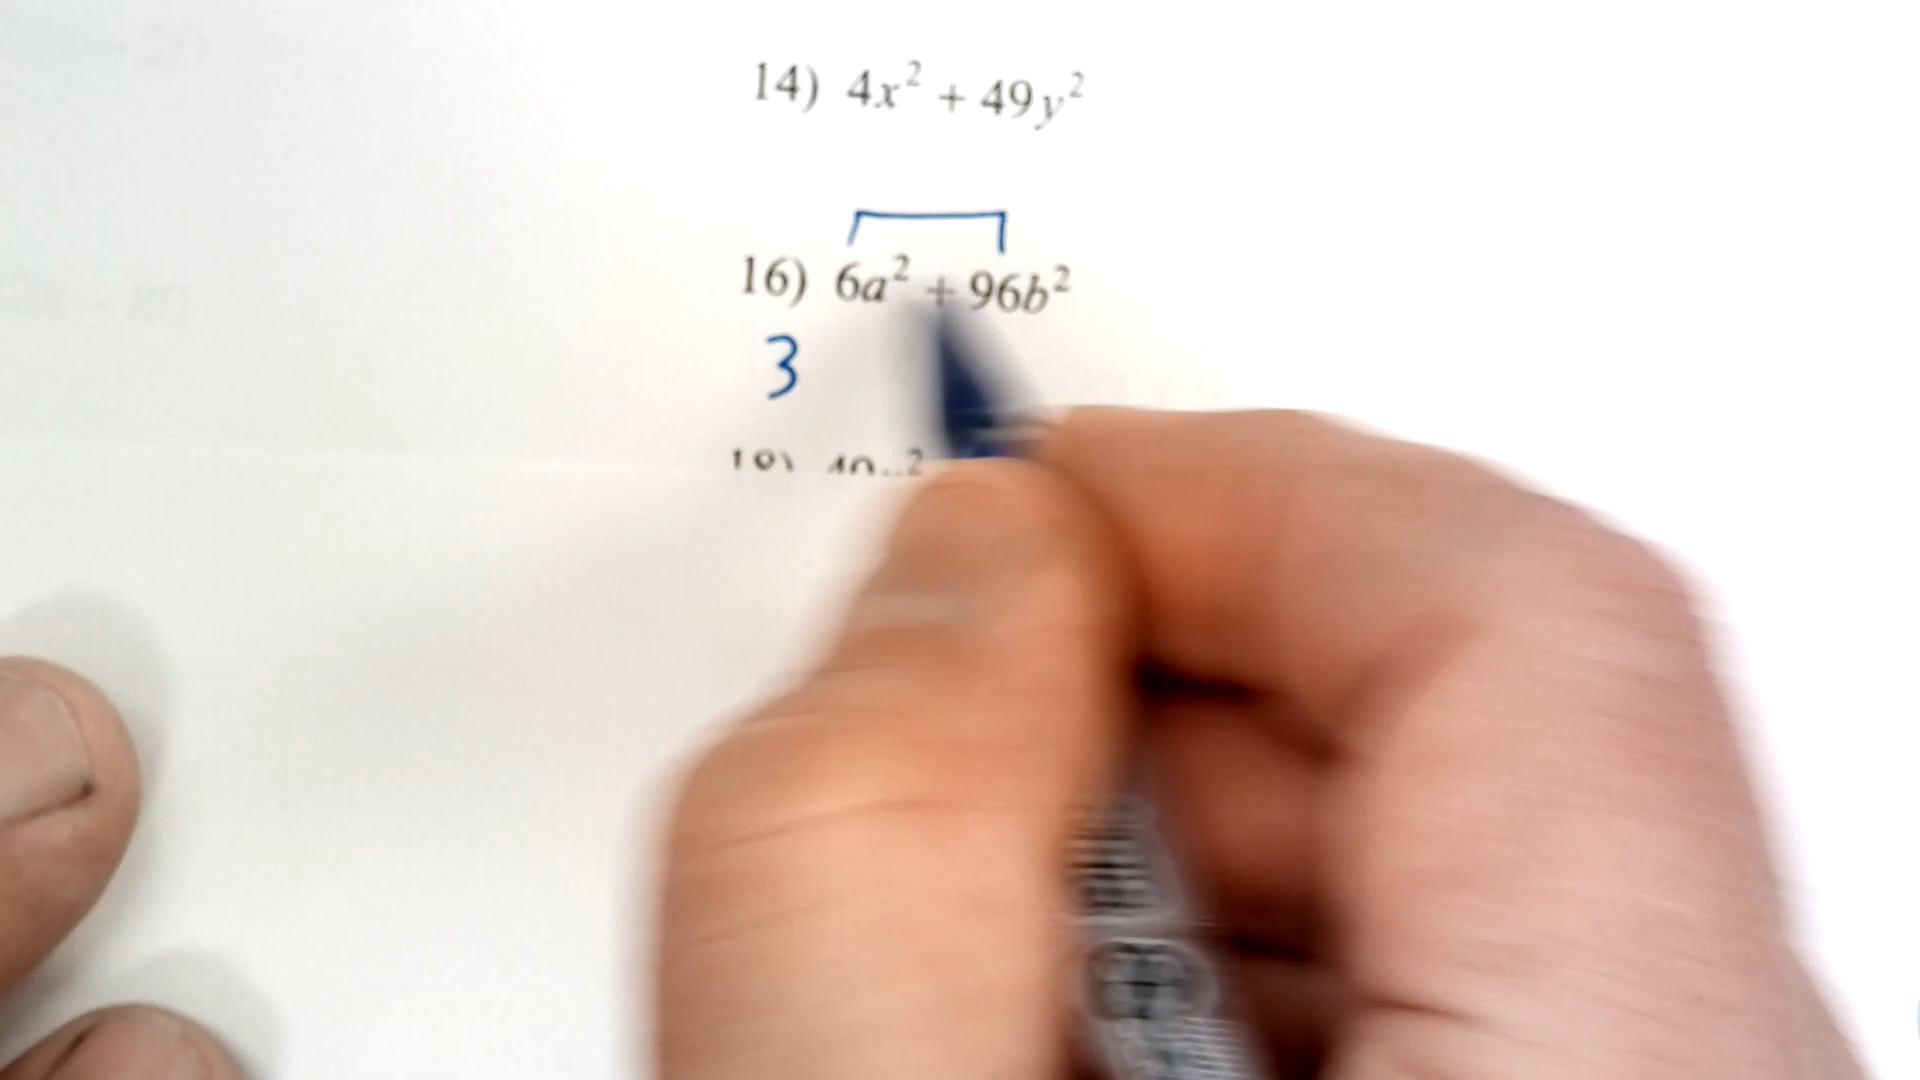 14) 4x² + 49y²
16) 6a² + 96b²
3